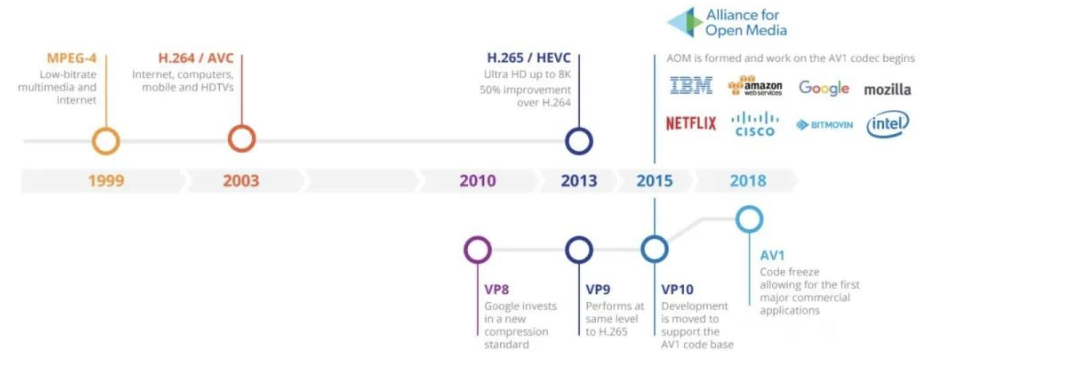 Alliance for
Open Media
MPEG-4
Low-bitrate
multimedia and
internet
H.264 / AVC
Internet, computers,
mobile and HDTVs
H.265 / HEVC
Ultra HD up to 8K
50% improvement
over H.264
AOM is formed and work on the AV1 codec begins
IBM
amazon
web services
Google
mozilla
NETFLIX
CISCO
BITMOVIN
intel
1999
2003
2010
2013
2015
2018
VP8
Google invests
in a new
compression
standard
VP9
Performs at
same level
to H.265
VP10
Development
is moved to
support the
AV1 code base
AV1
Code freeze
allowing for the first
major commercial
applications